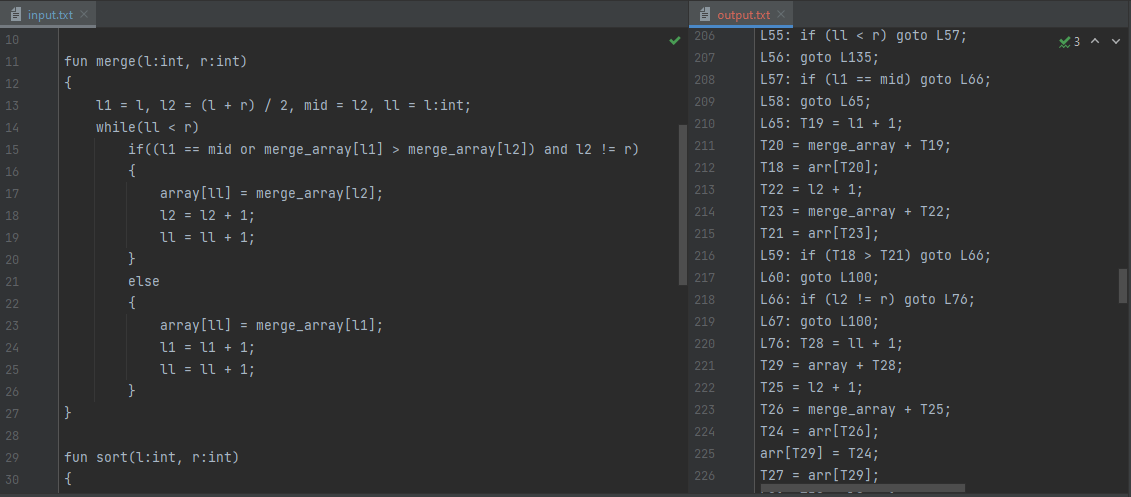 input.txt
10
11 fun merge(l:int, r:int)
12 {
13     l1 = l, l2 = (l + r) / 2, mid = l2, ll = l:int;
14     while(ll < r)
15         if((l1 == mid or merge_array[l1] > merge_array[l2]) and l2 != r)
16         {
17             array[ll] = merge_array[l2];
18             l2 = l2 + 1;
19             ll = ll + 1;
20         }
21         else
22         {
23             array[ll] = merge_array[l1];
24             l1 = l1 + 1;
25             ll = ll + 1;
26         }
27 }
28
29 fun sort(l:int, r:int)
30 {
output.txt
3
206 L55: if (ll < r) goto L57;
207 L56: goto L135;
208 L57: if (l1 == mid) goto L66;
209 L58: goto L65;
210 L65: T19 = l1 + 1;
211 T20 = merge_array + T19;
212 T18 = arr[T20];
213 T22 = l2 + 1;
214 T23 = merge_array + T22;
215 T21 = arr[T23];
216 L59: if (T18 > T21) goto L66;
217 L60: goto L100;
218 L66: if (l2 != r) goto L76;
219 L67: goto L100;
220 L76: T28 = ll + 1;
221 T29 = array + T28;
222 T25 = l2 + 1;
223 T26 = merge_array + T25;
224 T24 = arr[T26];
225 arr[T29] = T24;
226 T27 = arr[T29];